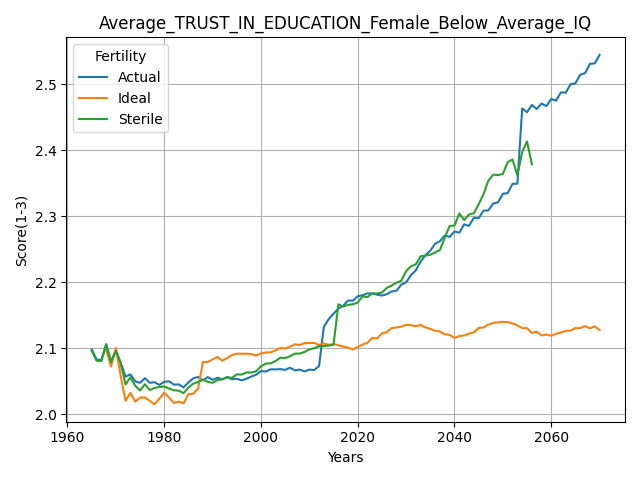 Average_TRUST_IN_EDUCATION_Female_Below_Average_IQ
Fertility
Actual
Ideal
Sterile
Score(1-3)
2.5
2.4
2.3
2.2
2.1
2.0
1960 1980 2000 2020 2040 2060
Years